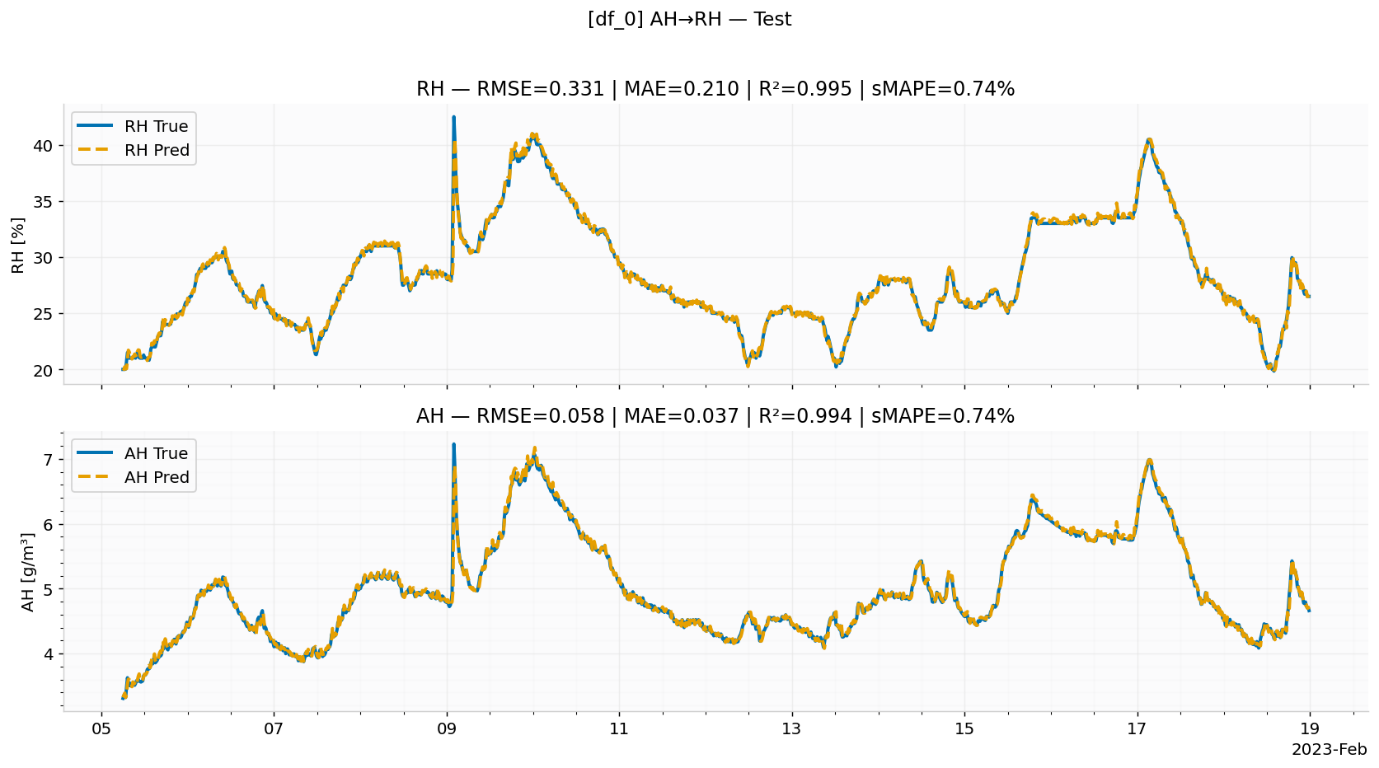 [df_0] AH→RH — Test
RH — RMSE=0.331 | MAE=0.210 | R²=0.995 | sMAPE=0.74%
RH True
RH Pred
RH [%]
40
35
30
25
20
AH — RMSE=0.058 | MAE=0.037 | R²=0.994 | sMAPE=0.74%
AH True
AH Pred
AH [g/m³]
7
6
5
4
05 07 09 11 13 15 17 19
2023-Feb